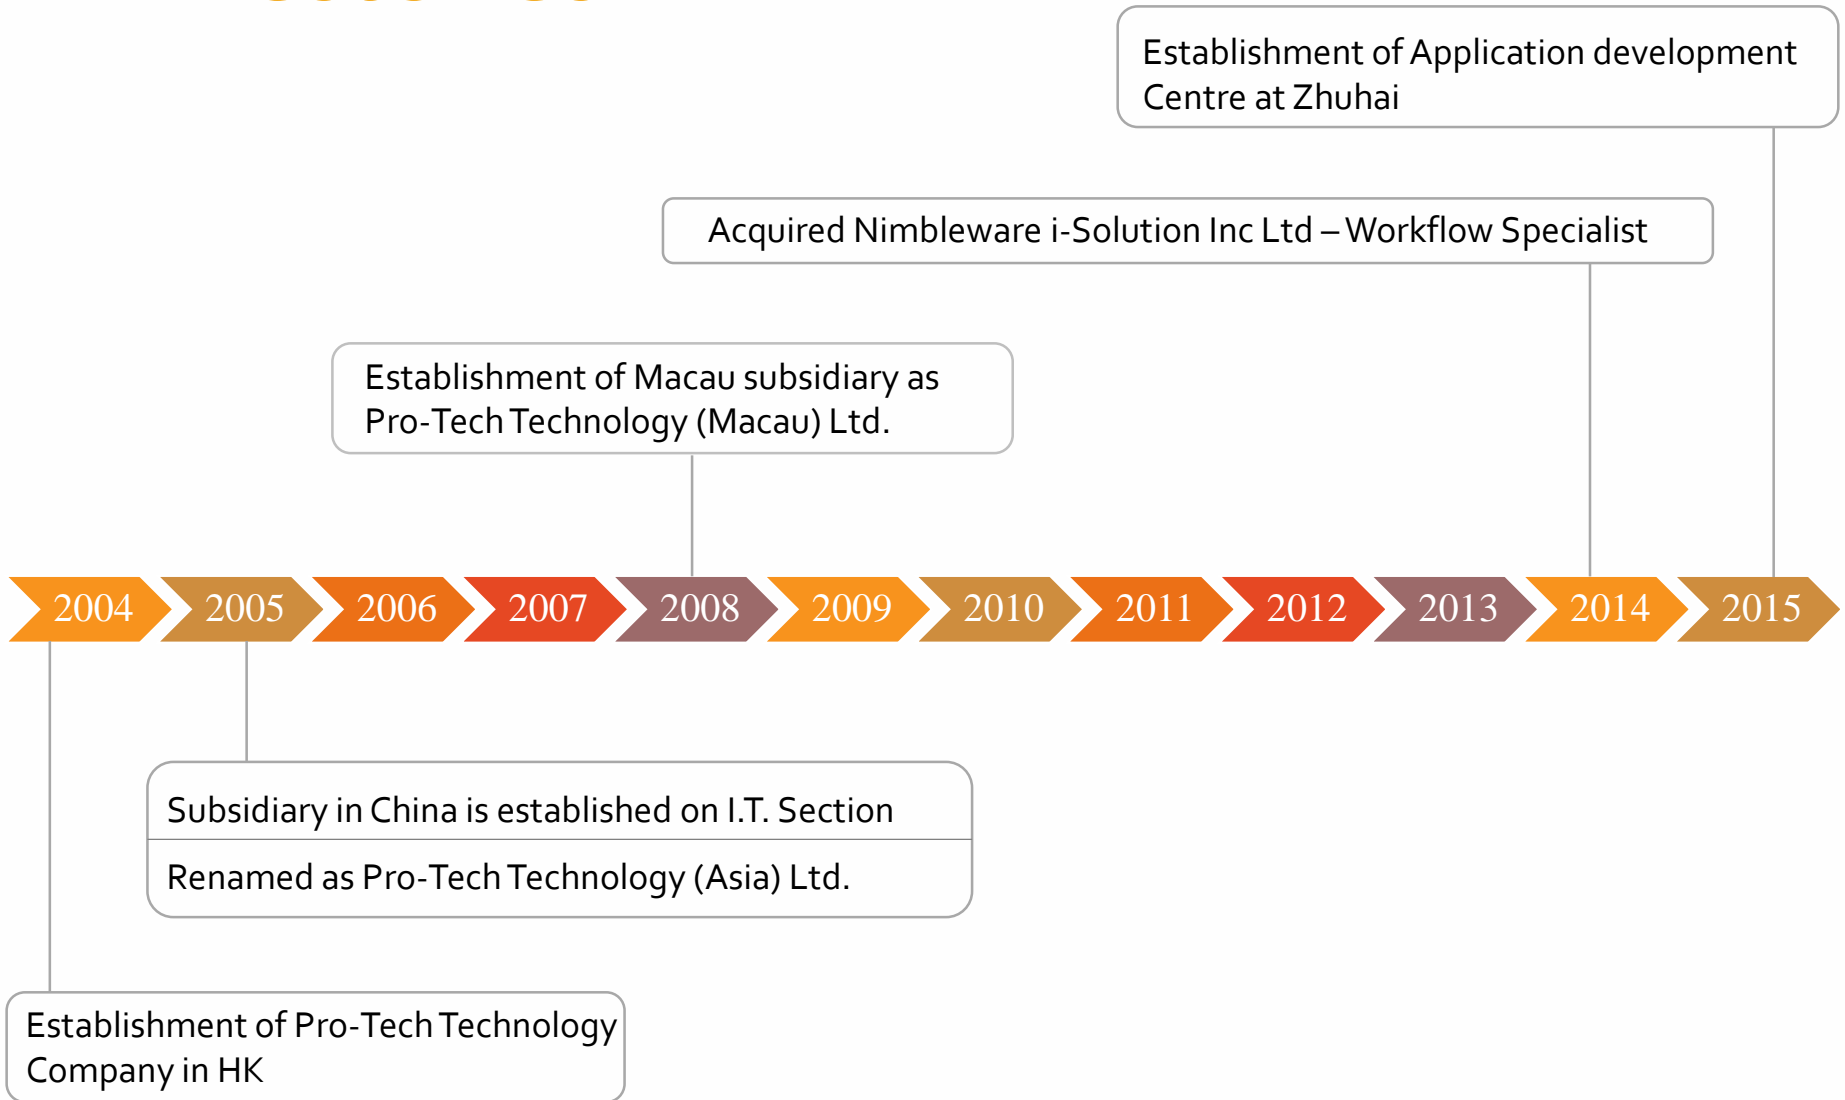 Establishment of Application development
Centre at Zhuhai
Acquired Nimbleware i-Solution Inc Ltd – Workflow Specialist
Establishment of Macau subsidiary as
Pro-Tech Technology (Macau) Ltd.
2004 2005 2006 2007 2008 2009 2010 2011 2012 2013 2014 2015
Subsidiary in China is established on I.T. Section
Renamed as Pro-Tech Technology (Asia) Ltd.
Establishment of Pro-Tech Technology
Company in HK